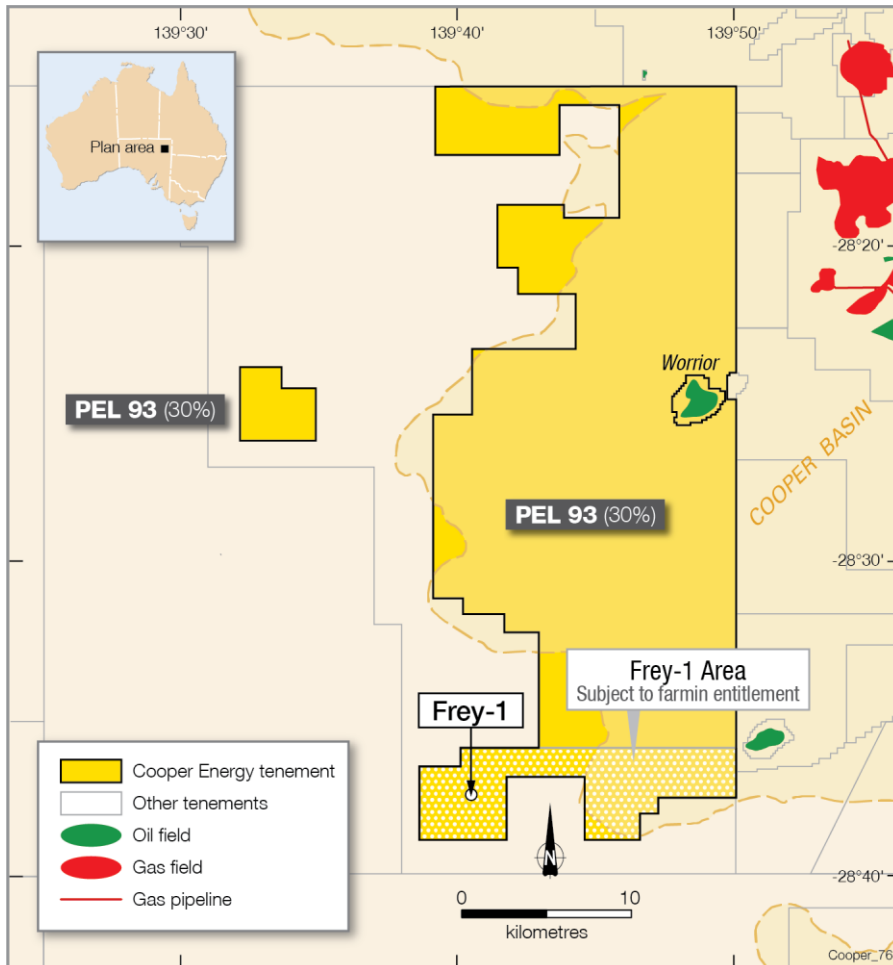 139°30'
139°40'
139°50'
Plan area
-28°20'
Worrior
PEL 93 (30%)
COOPER BASIN
PEL 93 (30%)
-28°30'
Frey-1 Area
Subject to farmin entitlement
Frey-1
Cooper Energy tenement
Other tenements
Oil field
Gas field
Gas pipeline
N
-28°40'
0 10
kilometres
Cooper_76